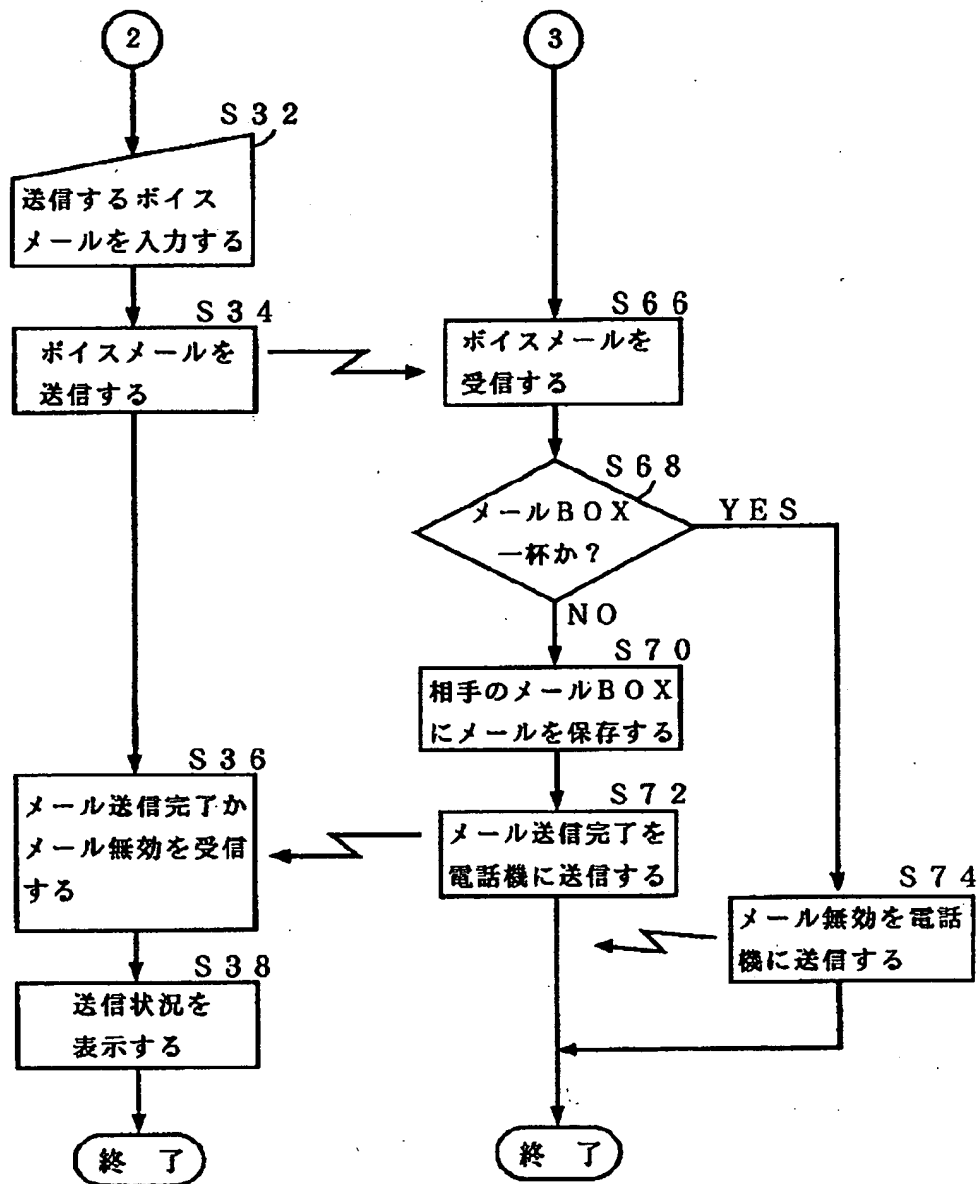 2
S32
送信するボイス
メールを入力する
S34
ボイスメールを
送信する
S36
メール送信完了か
メール無効を受信
する
S38
送信状況を
表示する
終了
3
S66
ボイスメールを
受信する
S68
メールBOX
一杯か?
YES
NO
S70
相手のメールBOX
にメールを保存する
S72
メール送信完了を
電話機に送信する
S74
メール無効を電話
機に送信する
終了